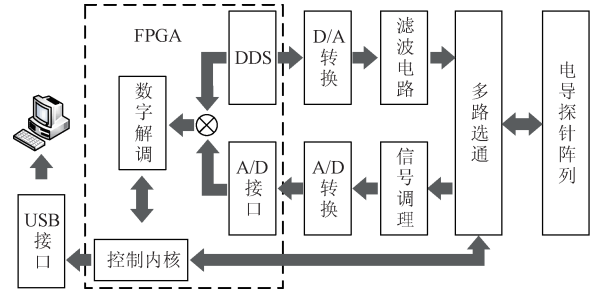 FPGA
DDS
D/A
转换
滤波电路
多路选通
电导探针阵列
数字解调
A/D
接口
A/D
转换
信号调理
USB
接口
控制内核